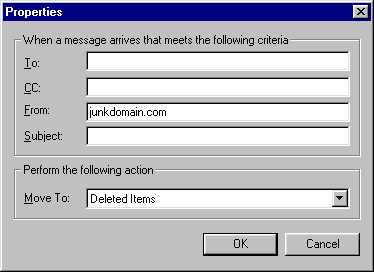 Properties
When a message arrives that meets the following criteria
To:
CC:
From: junkdomain.com
Subject:
Perform the following action
Move To: Deleted Items
OK Cancel